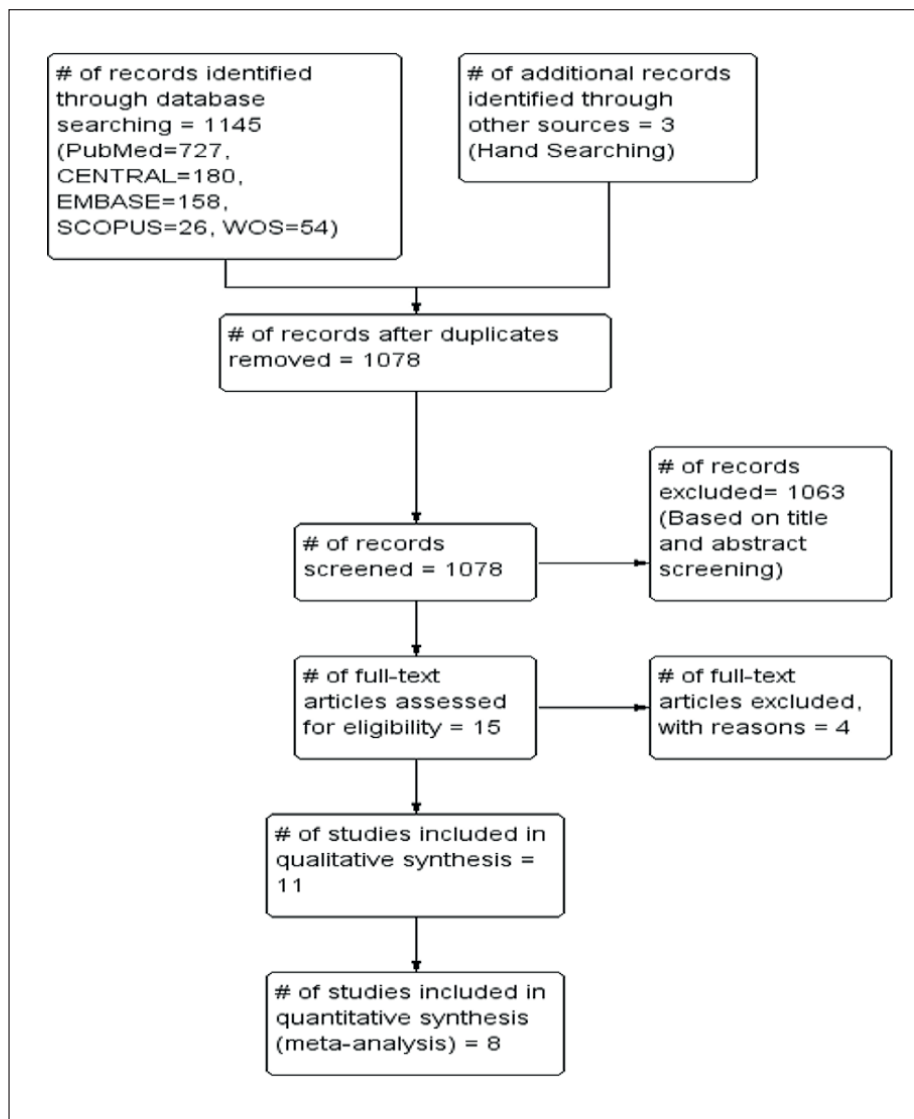 # of records identified
through database
searching = 1145
(PubMed=727,
CENTRAL=180,
EMBASE=158,
SCOPUS=26, WOS=54)
# of additional records
identified through
other sources = 3
(Hand Searching)
# of records after duplicates
removed = 1078
# of records
screened = 1078
# of records
excluded= 1063
(Based on title
and abstract
screening)
# of full-text
articles assessed
for eligibility = 15
# of full-text
articles excluded,
with reasons = 4
# of studies included in
qualitative synthesis =
11
# of studies included in
quantitative synthesis
(meta-analysis) = 8